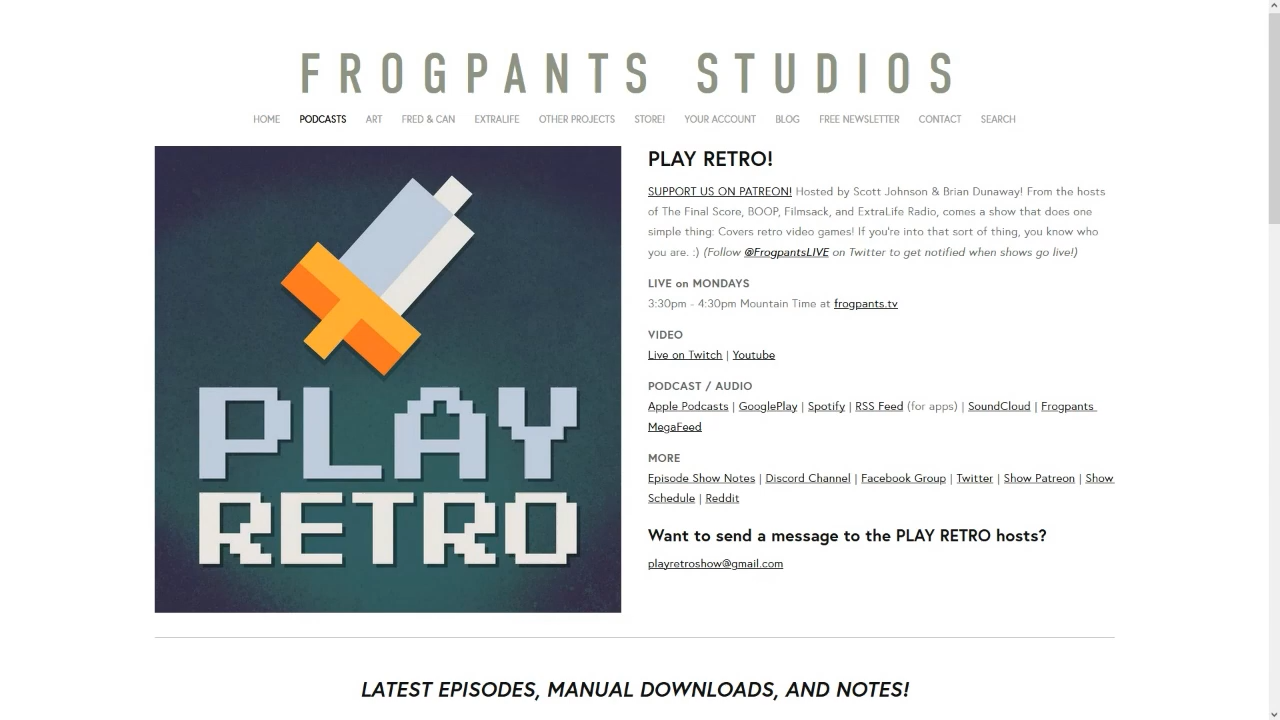 FROGPANTS STUDIOS
HOME PODCASTS ART FRED & CAN EXTRALIFE OTHER PROJECTS STORE! YOUR ACCOUNT BLOG FREE NEWSLETTER CONTACT SEARCH
PLAY
RETRO
PLAY RETRO!
SUPPORT US ON PATREON! Hosted by Scott Johnson & Brian Dunaway! From the hosts
of The Final Score, BOOP, Filmsack, and ExtraLife Radio, comes a show that does one
simple thing: Covers retro video games! If you're into that sort of thing, you know who
you are. :) (Follow @FrogpantsLIVE on Twitter to get notified when shows go live!)
LIVE on MONDAYS
3:30pm - 4:30pm Mountain Time at frogpants.tv
VIDEO
Live on Twitch | Youtube
PODCAST / AUDIO
Apple Podcasts | GooglePlay | Spotify | RSS Feed (for apps) | SoundCloud | Frogpants
MegaFeed
MORE
Episode Show Notes | Discord Channel | Facebook Group | Twitter | Show Patreon | Show
Schedule | Reddit
Want to send a message to the PLAY RETRO hosts?
playretroshow@gmail.com
LATEST EPISODES, MANUAL DOWNLOADS, AND NOTES!